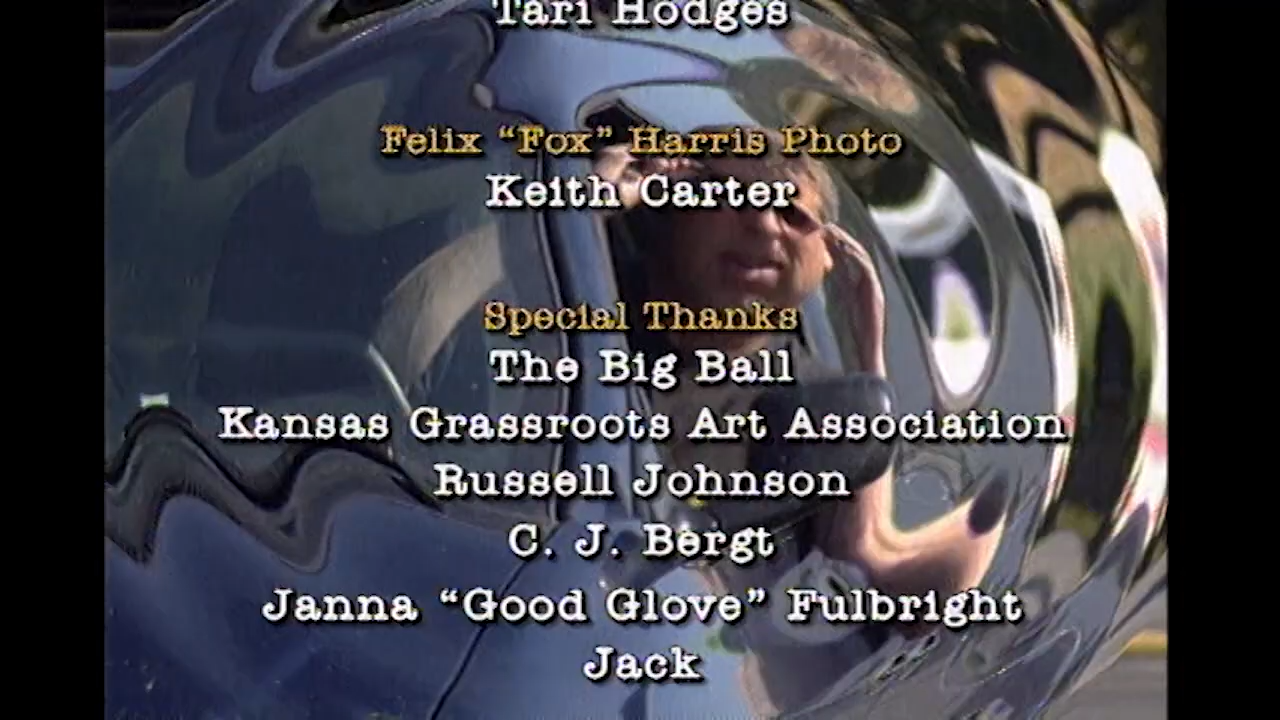 Tari Hodges
Felix “Fox” Harris Photo
Keith Carter
Special Thanks
The Big Ball
Kansas Grassroots Art Association
Russell Johnson
C. J. Bergt
Janna “Good Glove” Fulbright
Jack